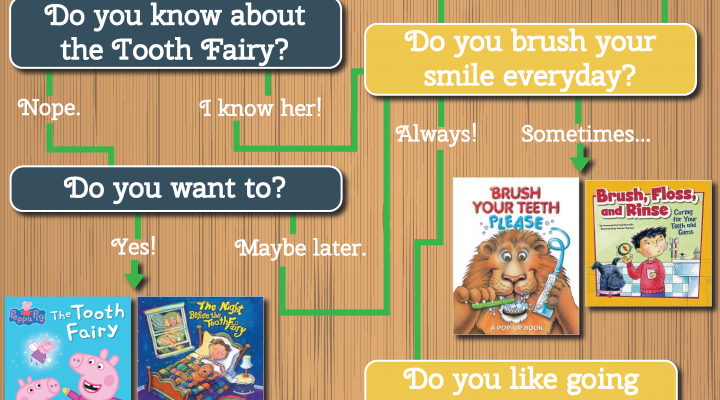 Do you know about
the Tooth Fairy?
Nope.
I know her!
Do you want to?
Yes!
Maybe later.
Peppa Pig
The Tooth
Fairy
The Night
Before the
Tooth Fairy
Do you brush your
smile everyday?
Always!
Sometimes...
BRUSH
YOUR TEETH
PLEASE
A POP-UP BOOK
Brush, Floss,
and Rinse
Caring
for Your
Teeth and
Gums
Do you like going